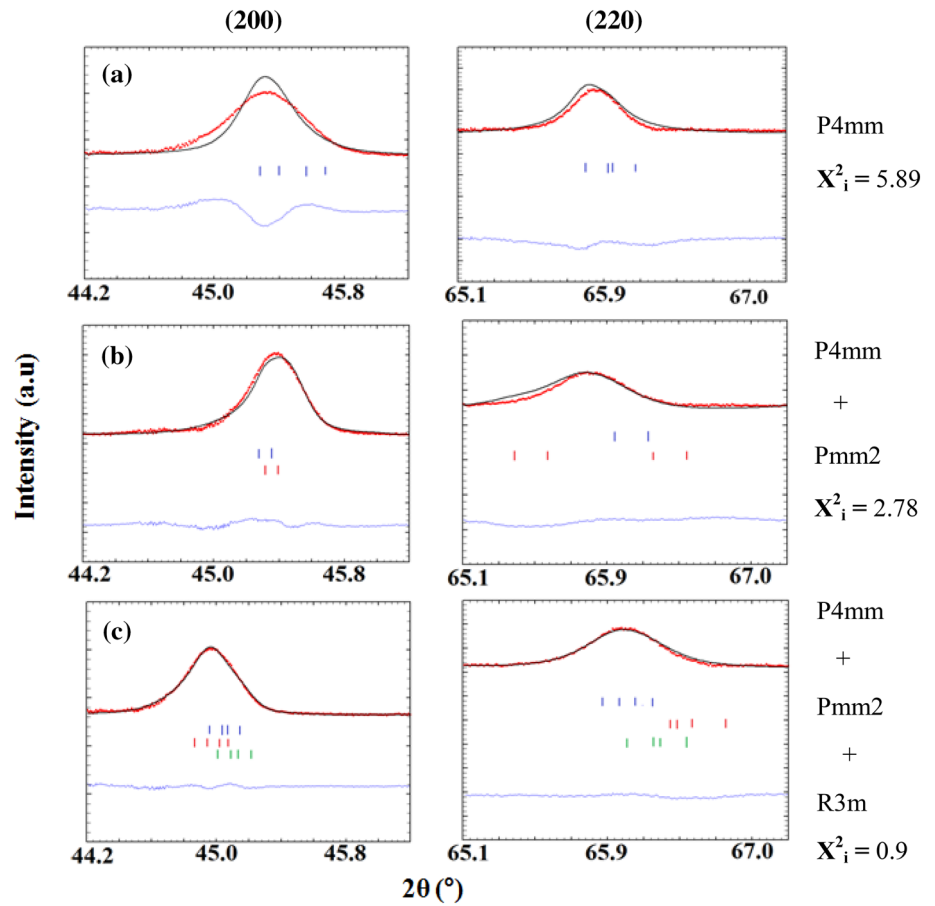 (200) (220)
(a)
P4mm
X²ᵢ = 5.89
44.2 45.0 45.8 65.1 65.9 67.0
(b)
P4mm
+
Pmm2
X²ᵢ = 2.78
44.2 45.0 45.8 65.1 65.9 67.0
(c)
P4mm
+
Pmm2
+
R3m
X²ᵢ = 0.9
44.2 45.0 45.8 65.1 65.9 67.0
Intensity (a.u)
2θ (°)